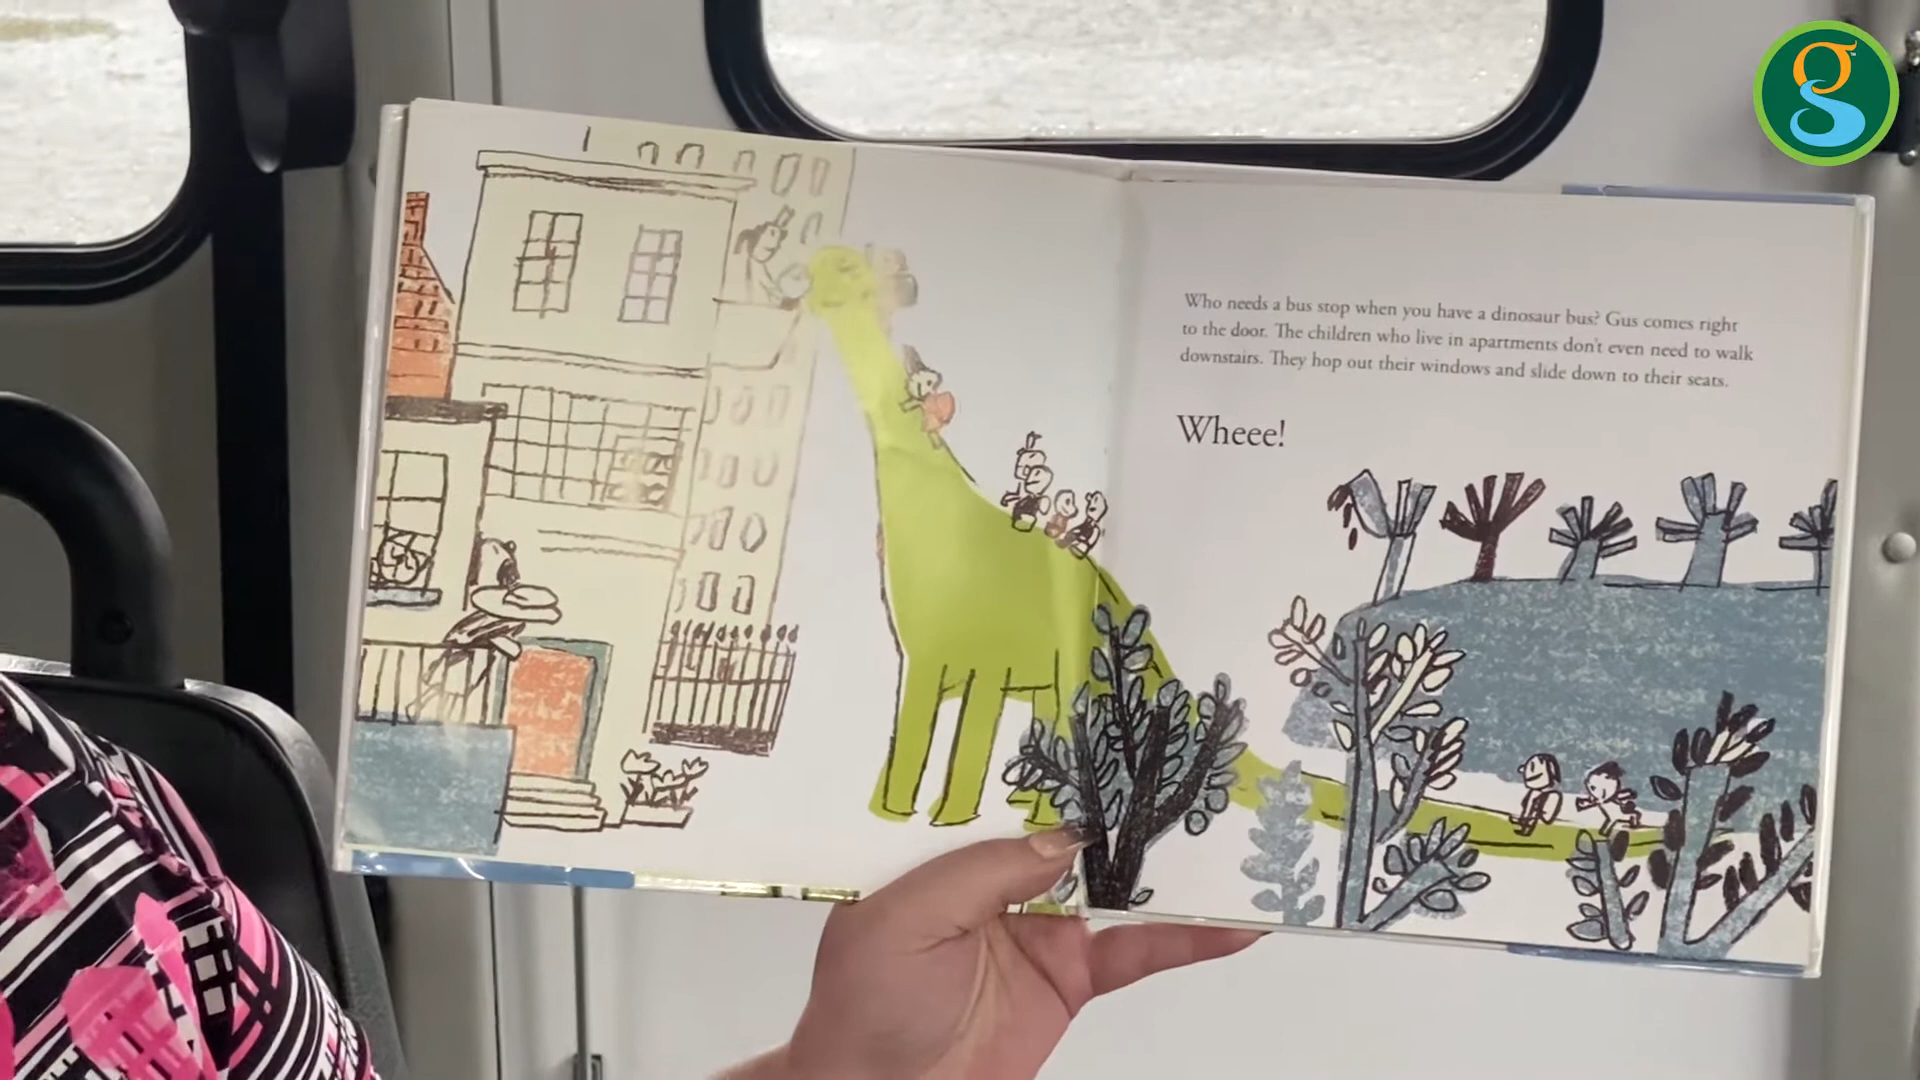 Who needs a bus stop when you have a dinosaur bus? Gus comes right
to the door. The children who live in apartments don't even need to walk
downstairs. They hop out their windows and slide down to their seats.
Wheee!
gs